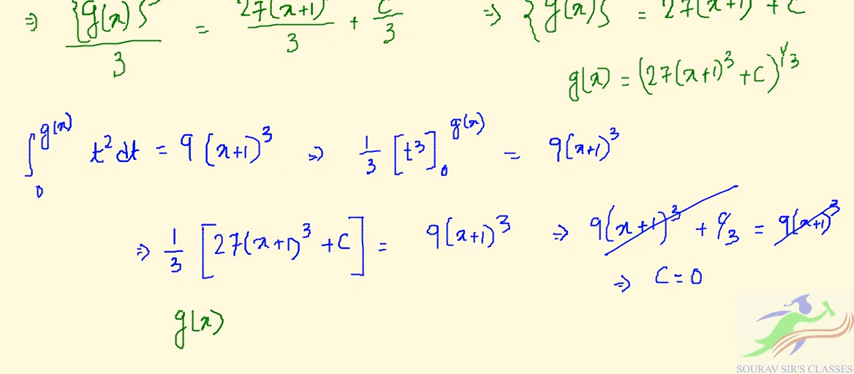 ⇒ {g(x)}³/3 = 27(x+1)³/3 + C/3 ⇒ {g(x)}³ = 27(x+1)³ + C
g(x) = (27(x+1)³ + C)^1/3
∫₀^g(x) t² dt = 9(x+1)³ ⇒ 1/3 [t³]₀^g(x) = 9(x+1)³
⇒ 1/3 [27(x+1)³ + C] = 9(x+1)³ ⇒ 9(x+1)³ + C/3 = 9(x+1)³
⇒ C = 0
g(x)
SOURAV SIR'S CLASSES